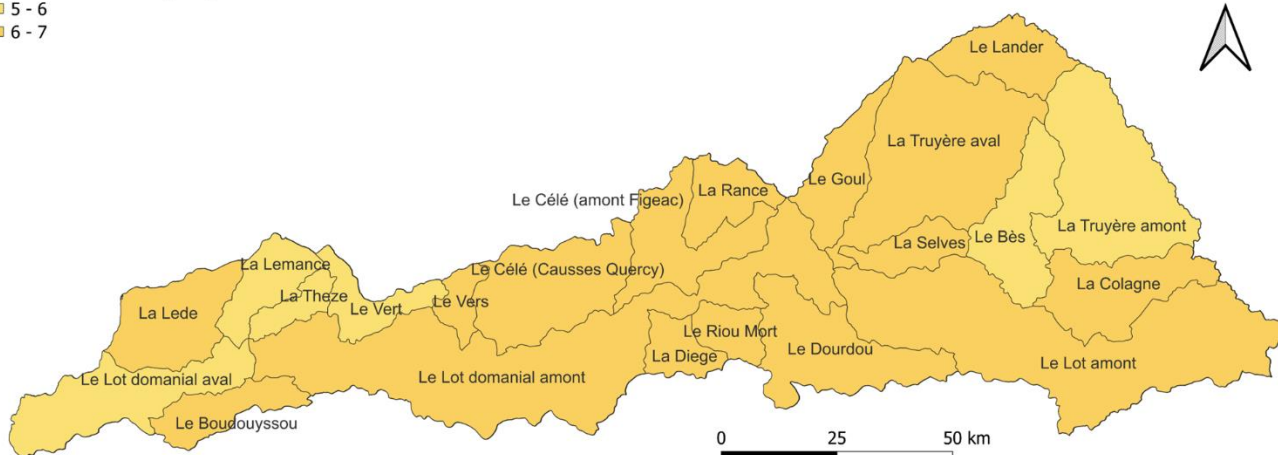 5 - 6
6 - 7
Le Lander
La Truyère aval
Le Goul
La Rance
Le Célé (amont Figeac)
La Truyère amont
Le Bès
La Selves
La Lemance
Le Célé (Causses Quercy)
La Colagne
La Theze
Le Vers
Le Vert
La Lede
Le Riou Mort
Le Dourdou
La Diege
Le Lot amont
Le Lot domanial aval
Le Lot domanial amont
Le Boudouyssou
0 25 50 km